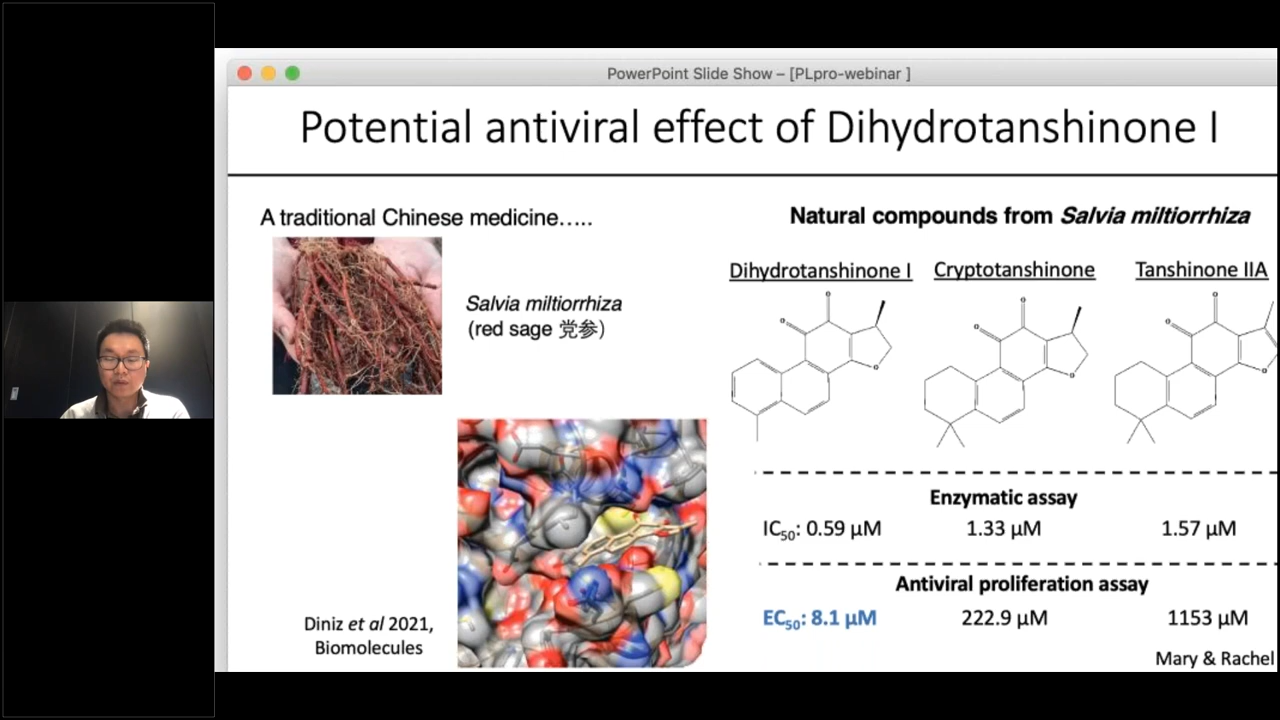 PowerPoint Slide Show – [PLpro-webinar ]
Potential antiviral effect of Dihydrotanshinone I
A traditional Chinese medicine…..
Salvia miltiorrhiza
(red sage 党参)
Diniz et al 2021,
Biomolecules
Natural compounds from Salvia miltiorrhiza
Dihydrotanshinone I Cryptotanshinone Tanshinone IIA
Enzymatic assay
IC50: 0.59 µM 1.33 µM 1.57 µM
Antiviral proliferation assay
EC50: 8.1 µM 222.9 µM 1153 µM
Mary & Rachel